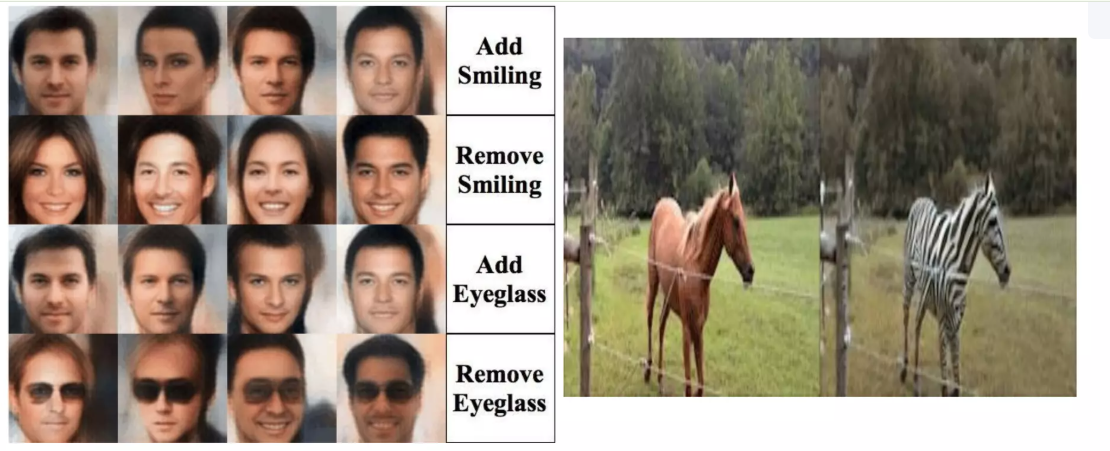 Add
Smiling
Remove
Smiling
Add
Eyeglass
Remove
Eyeglass